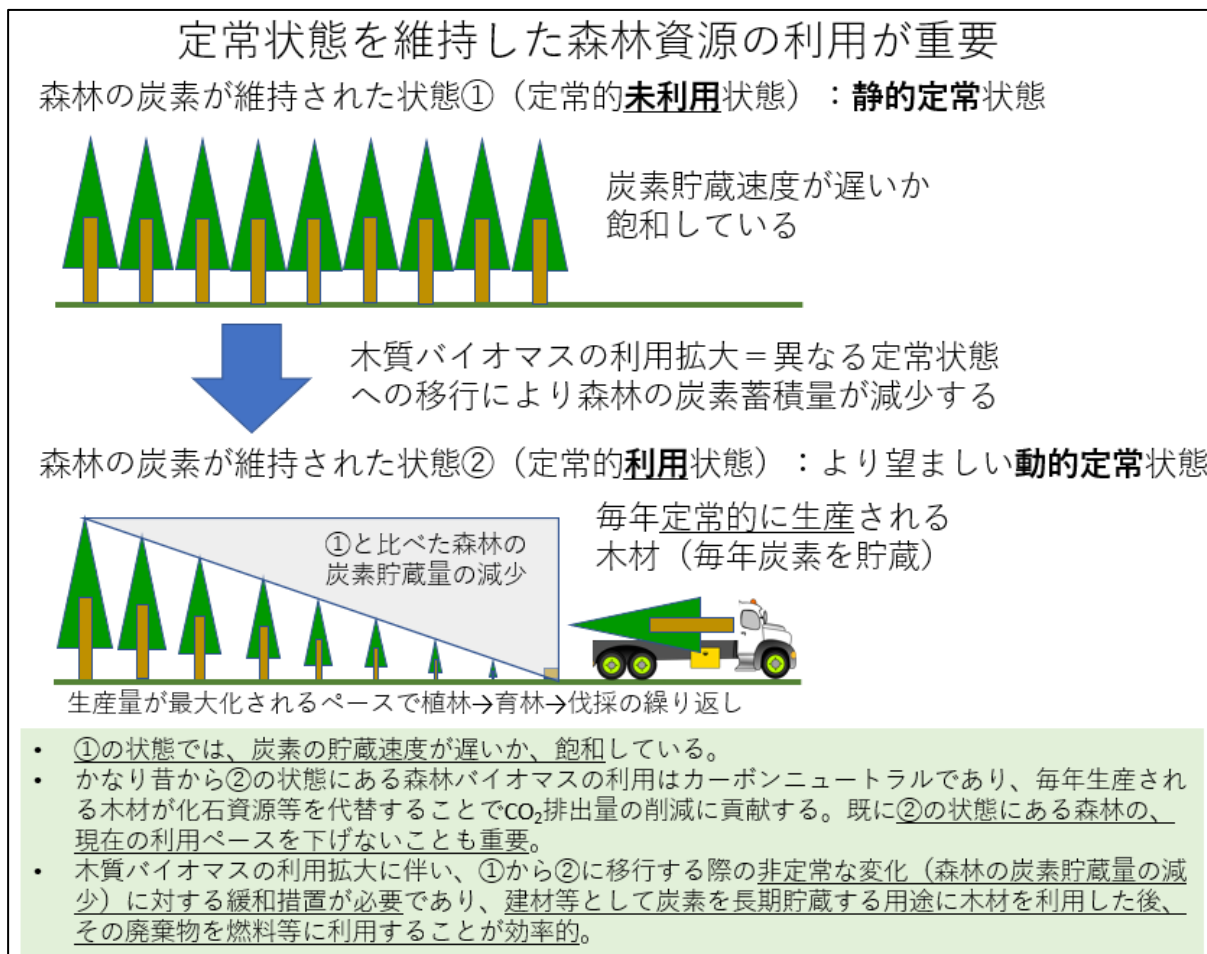 定常状態を維持した森林資源の利用が重要
森林の炭素が維持された状態①（定常的未利用状態）：静的定常状態
炭素貯蔵速度が遅いか
飽和している
木質バイオマスの利用拡大＝異なる定常状態
への移行により森林の炭素蓄積量が減少する
森林の炭素が維持された状態②（定常的利用状態）：より望ましい動的定常状態
①と比べた森林の
炭素貯蔵量の減少
毎年定常的に生産される
木材（毎年炭素を貯蔵）
生産量が最大化されるペースで植林→育林→伐採の繰り返し
• ①の状態では、炭素の貯蔵速度が遅いか、飽和している。
• かなり昔から②の状態にある森林バイオマスの利用はカーボンニュートラルであり、毎年生産され
る木材が化石資源等を代替することでCO₂排出量の削減に貢献する。既に②の状態にある森林の、
現在の利用ペースを下げないことも重要。
• 木質バイオマスの利用拡大に伴い、①から②に移行する際の非定常な変化（森林の炭素貯蔵量の減
少）に対する緩和措置が必要であり、建材等として炭素を長期貯蔵する用途に木材を利用した後、
その廃棄物を燃料等に利用することが効率的。